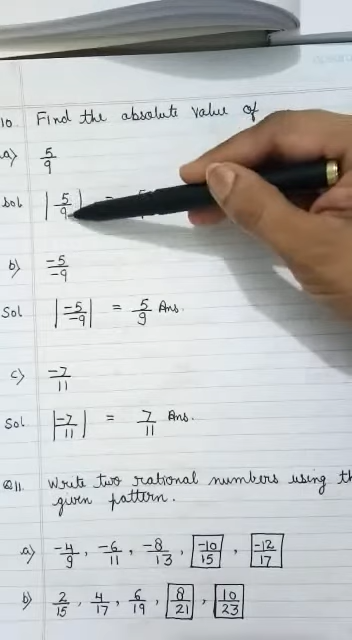 10. Find the absolute value of
a) 5/9
Sol |5/9| =
b) -5/-9
Sol |-5/-9| = 5/9 Ans.
c) -7/11
Sol |-7/11| = 7/11 Ans.
Q11. Write two rational numbers using th
given pattern.
a) -4/9, -6/11, -8/13, -10/15, -12/17
b) 2/15, 4/17, 6/19, 8/21, 10/23